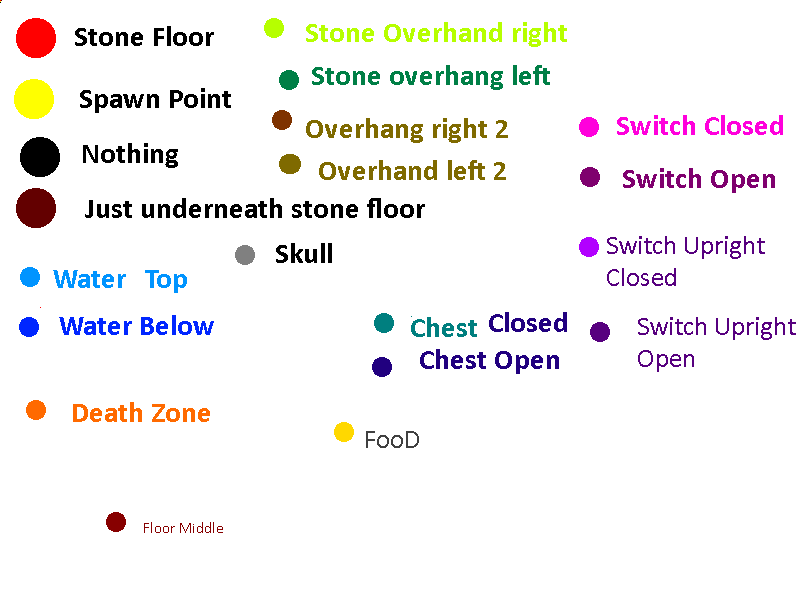 Stone Floor
Stone Overhand right
Stone overhang left
Spawn Point
Overhang right 2
Switch Closed
Nothing
Overhand left 2
Switch Open
Just underneath stone floor
Skull
Switch Upright
Closed
Water Top
Water Below
Chest Closed
Switch Upright
Open
Chest Open
Death Zone
FooD
Floor Middle